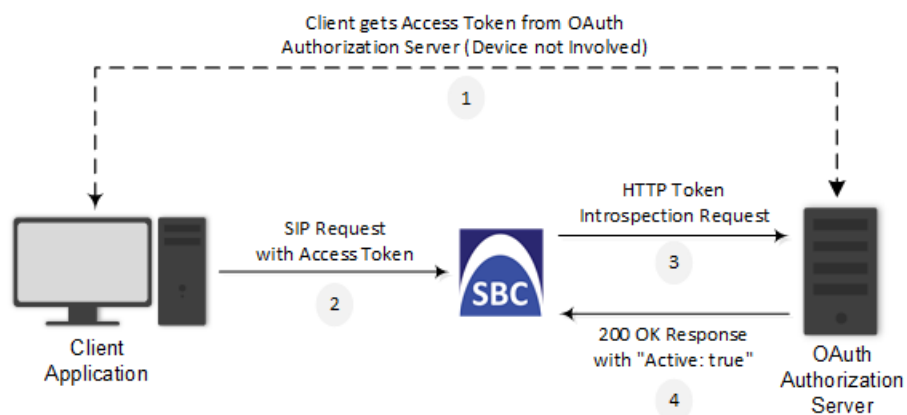 Client gets Access Token from OAuth
Authorization Server (Device not Involved)
1
HTTP Token
Introspection Request
SIP Request
with Access Token
3
SBC
2
200 OK Response
with "Active: true"
Client
Application
OAuth
Authorization
Server
4